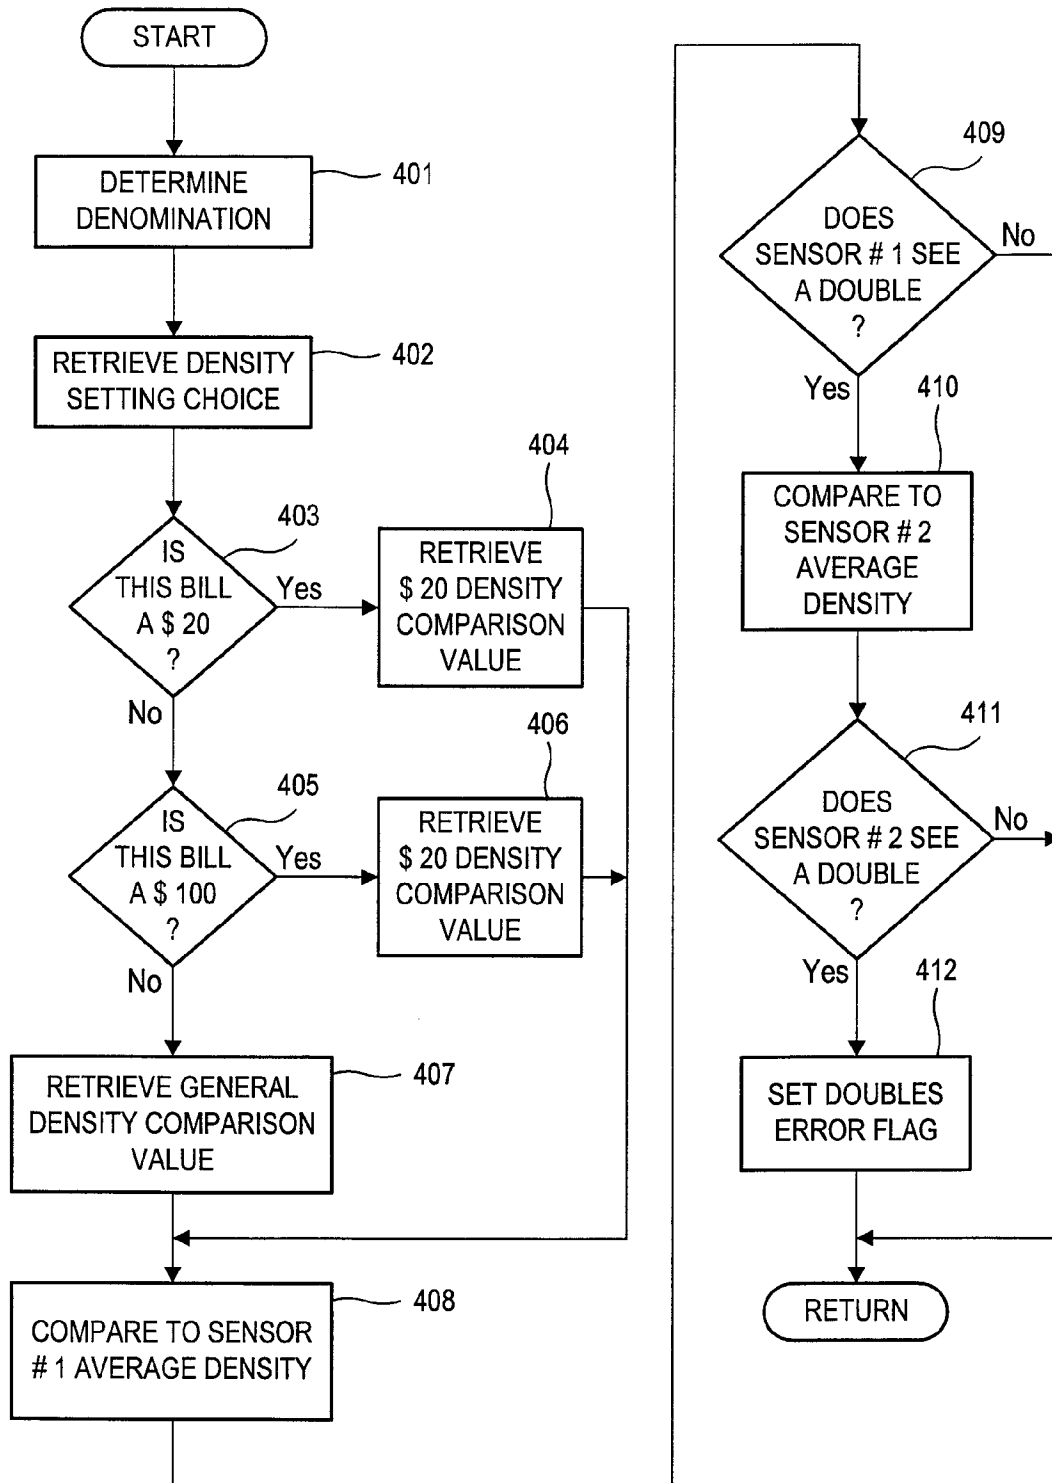 START
DETERMINE
DENOMINATION
401
RETRIEVE DENSITY
SETTING CHOICE
402
IS
THIS BILL
A $ 20
?
403
Yes
No
RETRIEVE
$ 20 DENSITY
COMPARISON
VALUE
404
IS
THIS BILL
A $ 100
?
405
Yes
No
RETRIEVE
$ 20 DENSITY
COMPARISON
VALUE
406
RETRIEVE GENERAL
DENSITY COMPARISON
VALUE
407
COMPARE TO SENSOR
# 1 AVERAGE DENSITY
408
DOES
SENSOR # 1 SEE
A DOUBLE
?
409
No
Yes
COMPARE TO
SENSOR # 2
AVERAGE
DENSITY
410
DOES
SENSOR # 2 SEE
A DOUBLE
?
411
No
Yes
SET DOUBLES
ERROR FLAG
412
RETURN